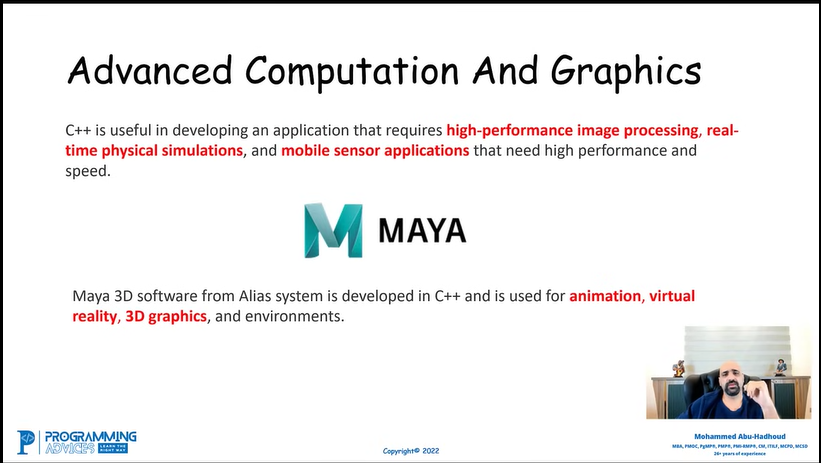 Advanced Computation And Graphics
C++ is useful in developing an application that requires high-performance image processing, real-
time physical simulations, and mobile sensor applications that need high performance and
speed.
MAYA
Maya 3D software from Alias system is developed in C++ and is used for animation, virtual
reality, 3D graphics, and environments.
PROGRAMMING
ADVICES LEARN THE RIGHT WAY
Copyright© 2022
Mohammed Abu-Hadhoud
MBA, PMOC, PgMP®, PMP®, PMI-RMP®, CM, ITILF, MCPD, MCSD
26+ years of experience